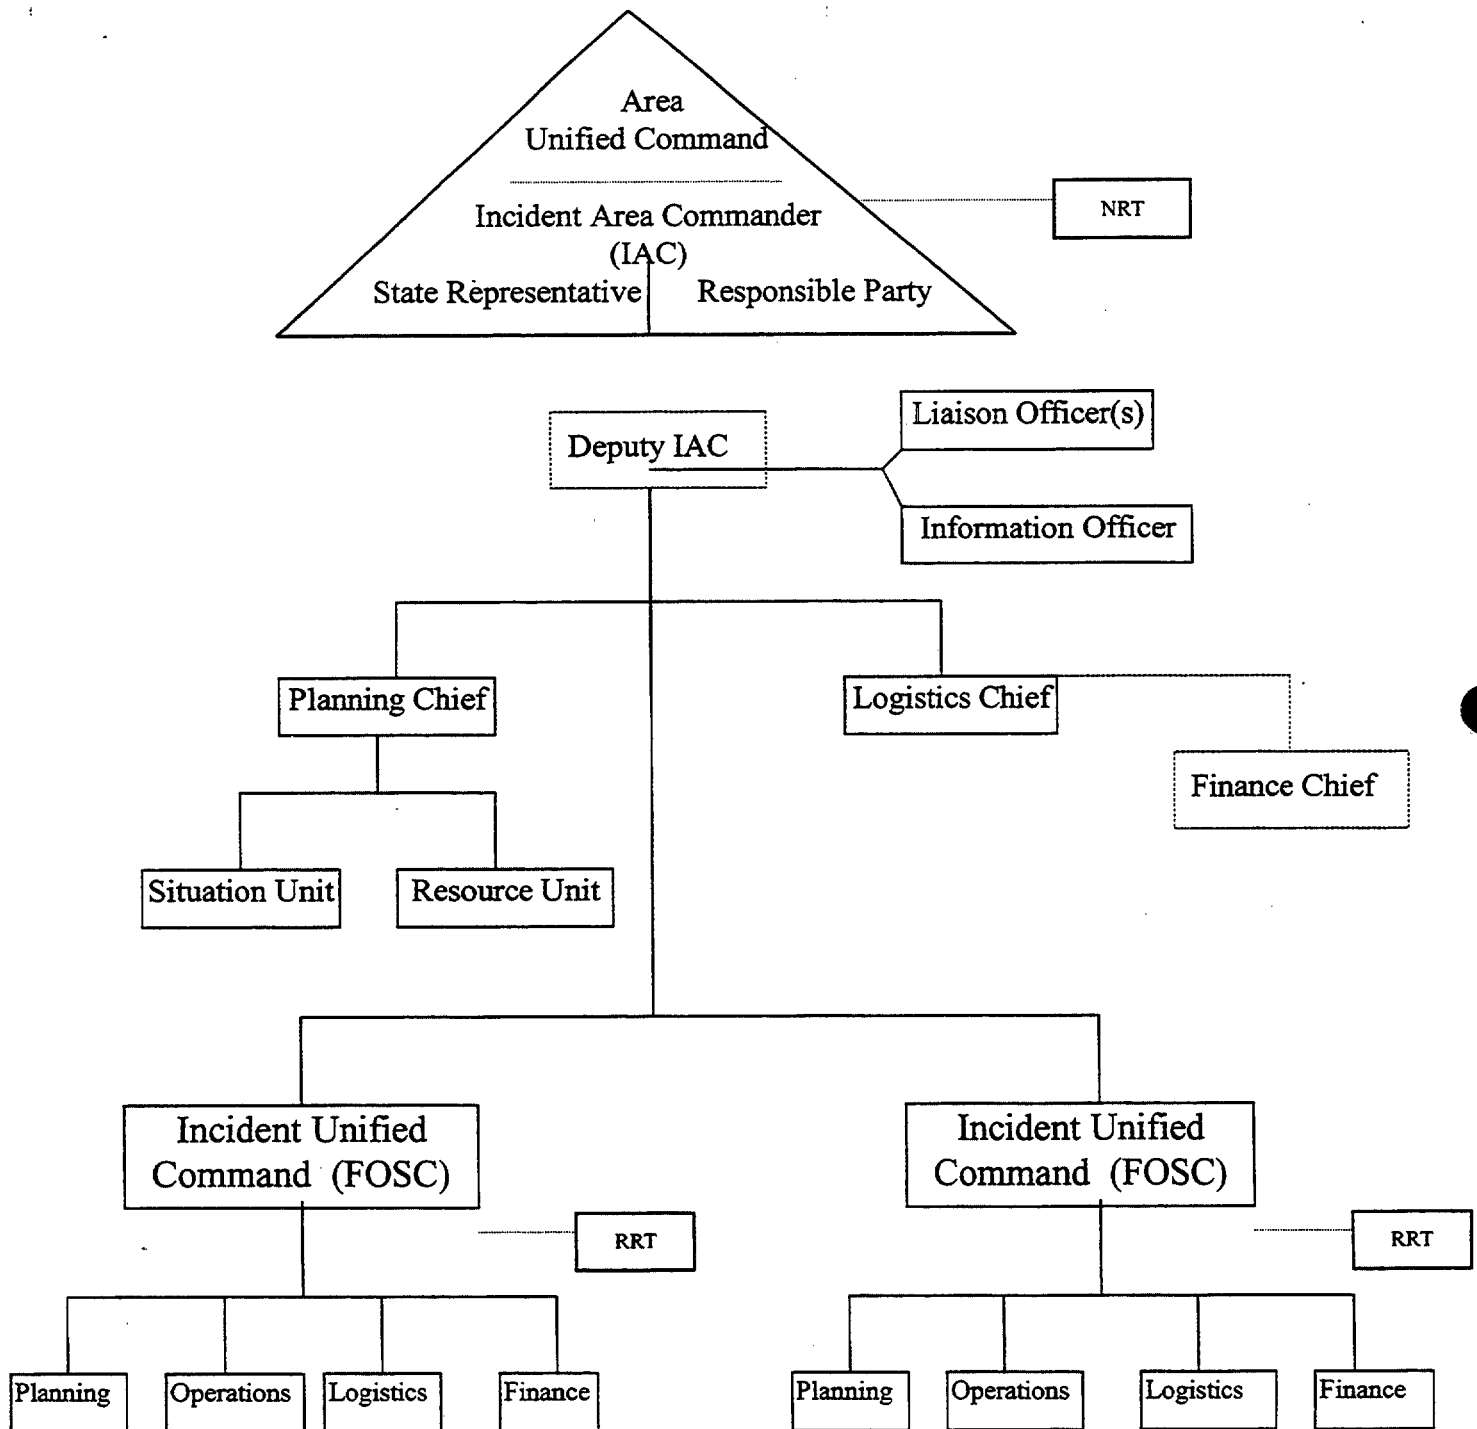 Area
Unified Command
Incident Area Commander
(IAC)
State Representative
Responsible Party
NRT
Deputy IAC
Liaison Officer(s)
Information Officer
Planning Chief
Logistics Chief
Finance Chief
Situation Unit
Resource Unit
Incident Unified
Command (FOSC)
Incident Unified
Command (FOSC)
RRT
RRT
Planning
Operations
Logistics
Finance
Planning
Operations
Logistics
Finance